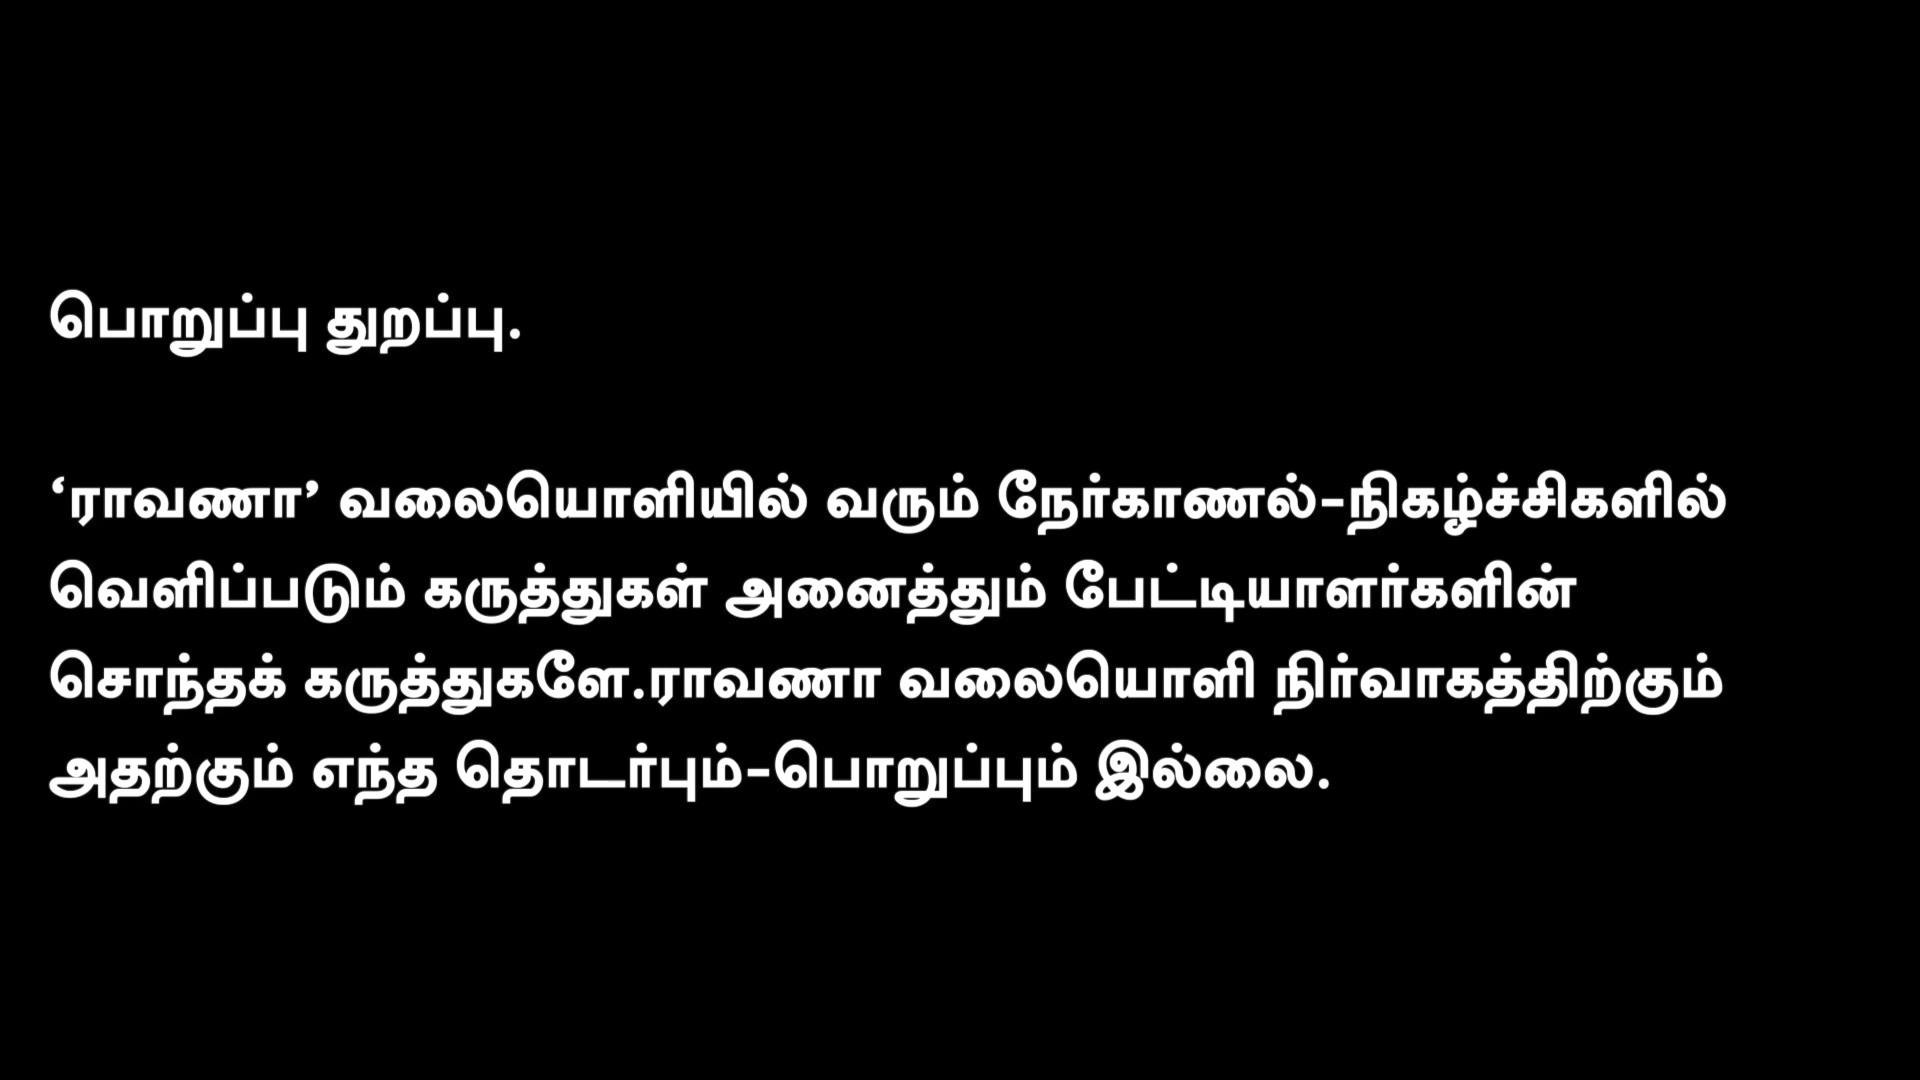 பொறுப்பு துறப்பு.
‘ராவணா’ வலையொளியில் வரும் நேர்காணல்-நிகழ்ச்சிகளில்
வெளிப்படும் கருத்துகள் அனைத்தும் பேட்டியாளர்களின்
சொந்தக் கருத்துகளே.ராவணா வலையொளி நிர்வாகத்திற்கும்
அதற்கும் எந்த தொடர்பும்-பொறுப்பும் இல்லை.